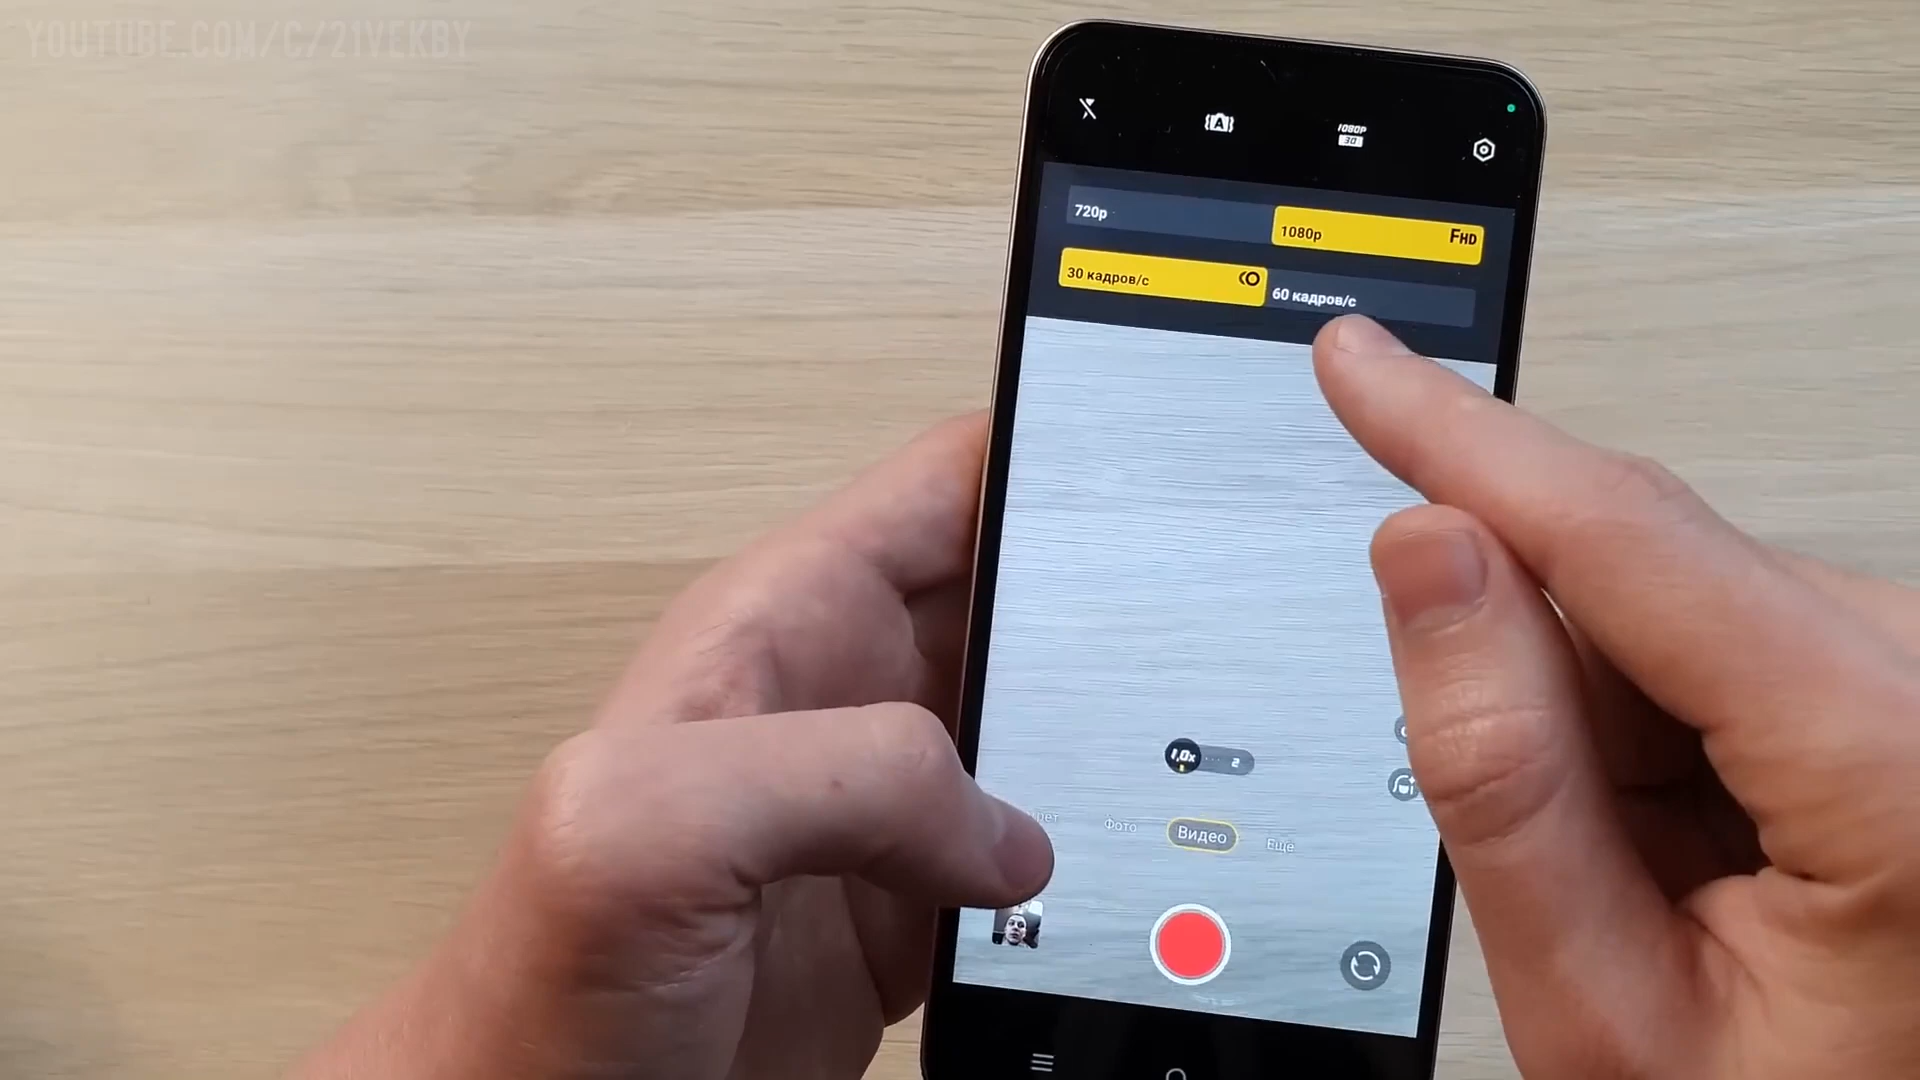 YOUTUBE.COM/C/21VEKBY
1080P
30
720p
1080p FHD
30 кадров/с
60 кадров/с
1,0x 2
Фото Видео Еще